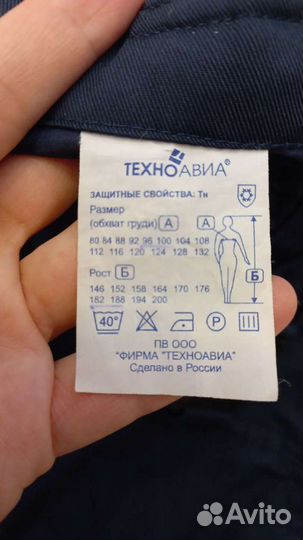 ТЕХНОАВИА®
ЗАЩИТНЫЕ СВОЙСТВА: Тн
Размер
(обхват груди) А А
80 84 88 92 96 100 104 108
112 116 120 124 128 132
Рост Б Б
146 152 158 164 170 176
182 188 194 200
40° P
ПВ ООО
"ФИРМА "ТЕХНОАВИА"
Сделано в России
Avito